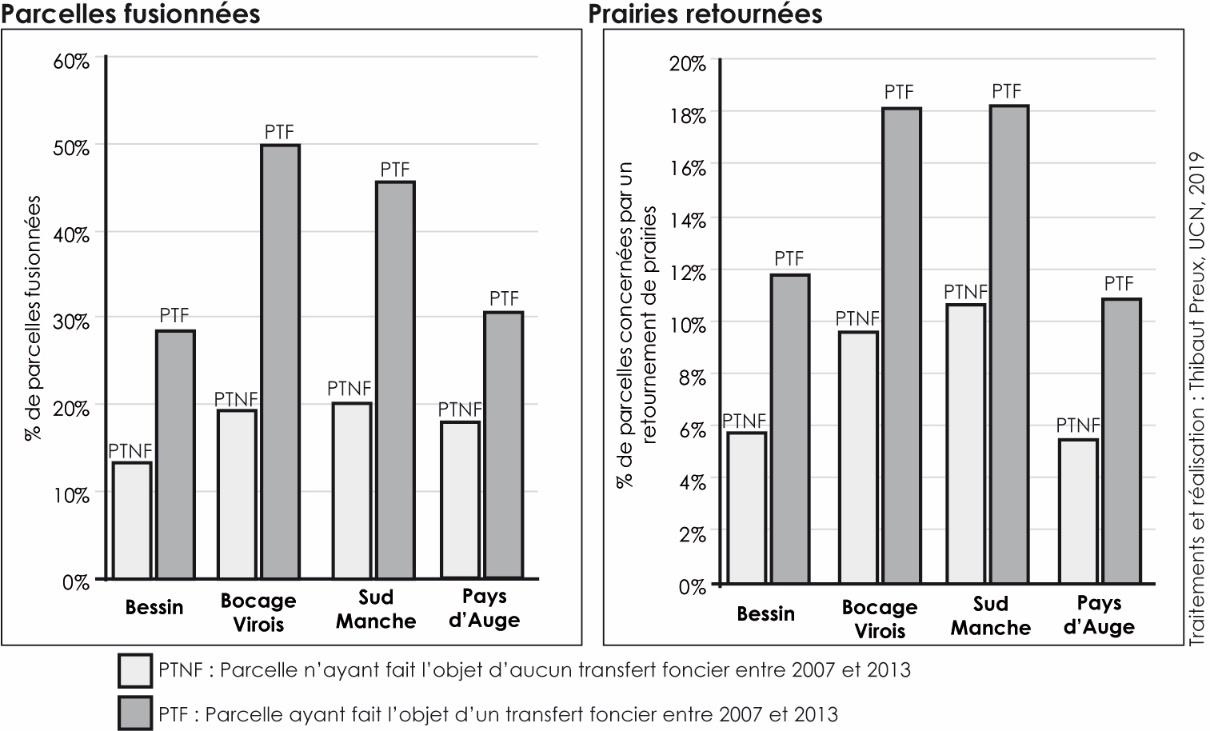 Parcelles fusionnées
60%
50%
40%
30%
20%
10%
0%
% de parcelles fusionnées
PTNF
PTF
PTNF
PTF
PTNF
PTF
PTNF
PTF
Bessin
Bocage
Virois
Sud
Manche
Pays
d'Auge
Prairies retournées
20%
18%
16%
14%
12%
10%
8%
6%
4%
2%
0%
% de parcelles concernées par un
retournement de prairies
PTNF
PTF
PTNF
PTF
PTNF
PTF
PTNF
PTF
Bessin
Bocage
Virois
Sud
Manche
Pays
d'Auge
PTNF : Parcelle n'ayant fait l'objet d'aucun transfert foncier entre 2007 et 2013
PTF : Parcelle ayant fait l'objet d'un transfert foncier entre 2007 et 2013
Traitements et réalisation : Thibaut Preux, UCN, 2019